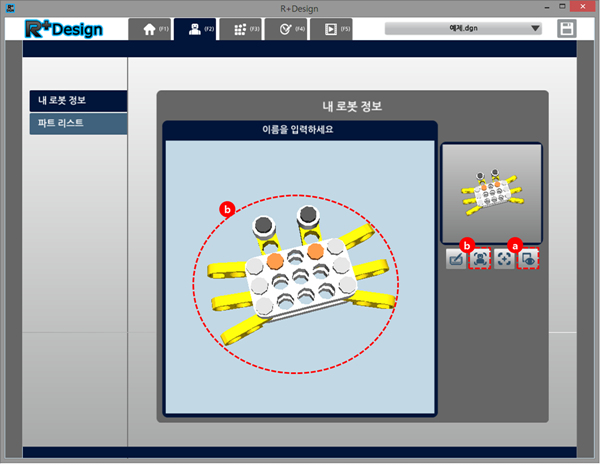 R+Design
R+Design
(F1)
(F2)
(F3)
(F4)
(F5)
예제.dgn
내 로봇 정보
파트 리스트
내 로봇 정보
이름을 입력하세요
b
b
a